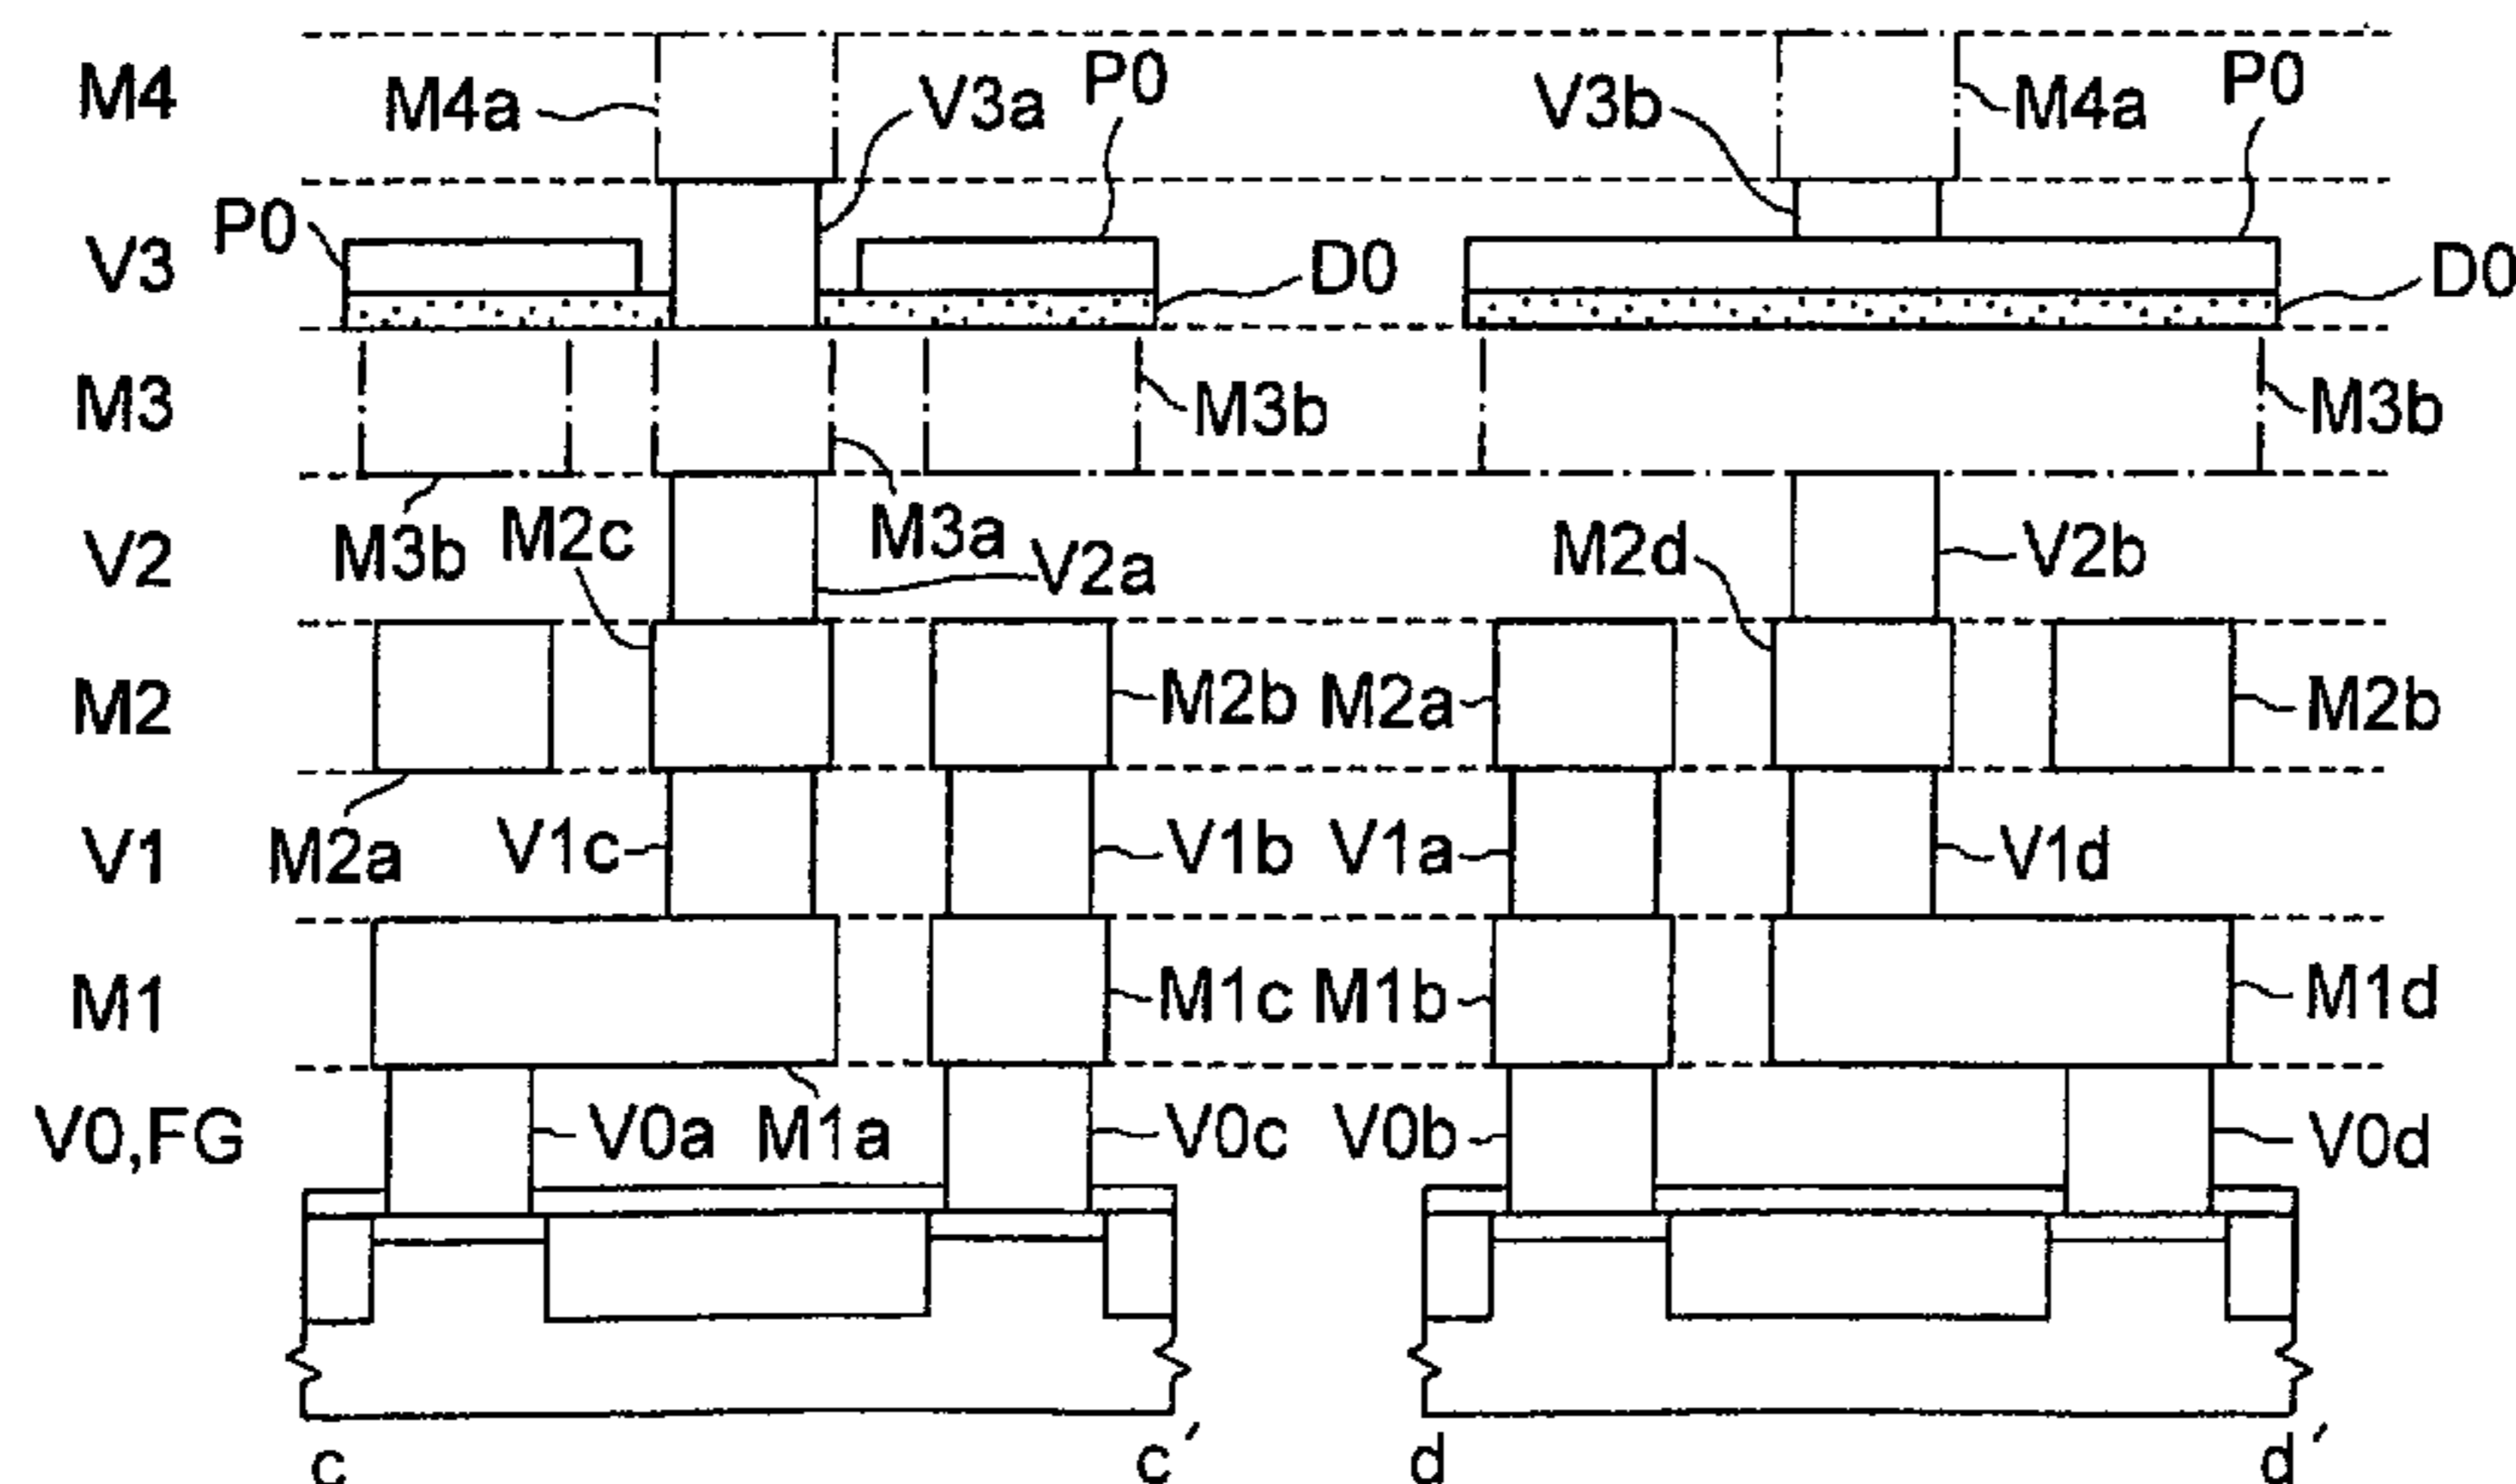 M4 M4a V3a P0 V3b M4a P0
V3 P0 D0 D0
M3 M3b M3b
V2 M3b M2c M3a V2a M2d V2b
M2 M2b M2a M2b
V1 M2a V1c V1b V1a V1d
M1 M1c M1b M1d
V0,FG V0a M1a V0c V0b V0d
c c´ d d´